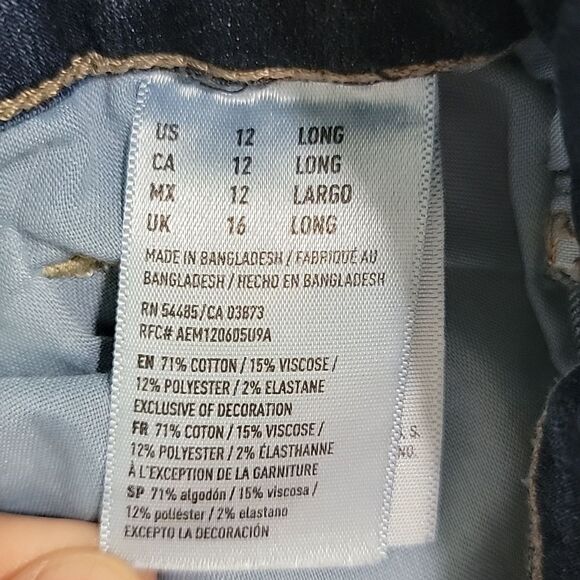 US 12 LONG
CA 12 LONG
MX 12 LARGO
UK 16 LONG
MADE IN BANGLADESH / FABRIQUÉ AU
BANGLADESH / HECHO EN BANGLADESH
RN 54485/CA 03873
RFC# AEM120605U9A
EN 71% COTTON / 15% VISCOSE /
12% POLYESTER / 2% ELASTANE
EXCLUSIVE OF DECORATION
FR 71% COTON / 15% VISCOSE /
12% POLYESTER / 2% ÉLASTHANNE
À L'EXCEPTION DE LA GARNITURE
SP 71% algodón / 15% viscosa /
12% poliéster / 2% elastano
EXCEPTO LA DECORACIÓN